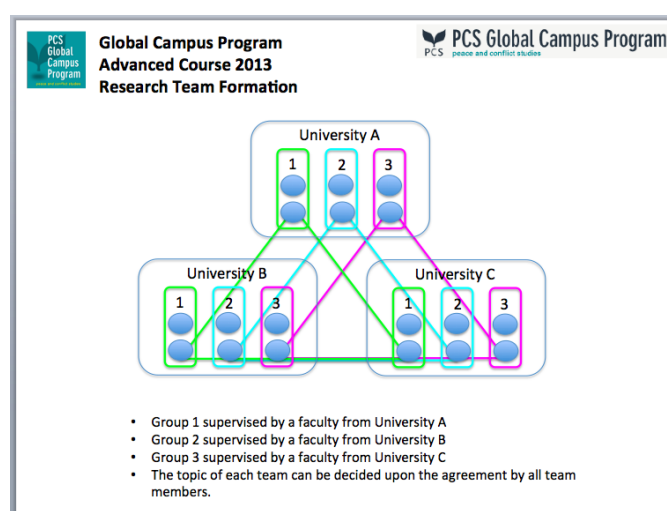 PCS
Global
Campus
Program
peace and conflict studies
Global Campus Program
Advanced Course 2013
Research Team Formation
PCS
PCS Global Campus Program
peace and conflict studies
University A
1 2 3
University B
1 2 3
University C
1 2 3
• Group 1 supervised by a faculty from University A
• Group 2 supervised by a faculty from University B
• Group 3 supervised by a faculty from University C
• The topic of each team can be decided upon the agreement by all team
members.